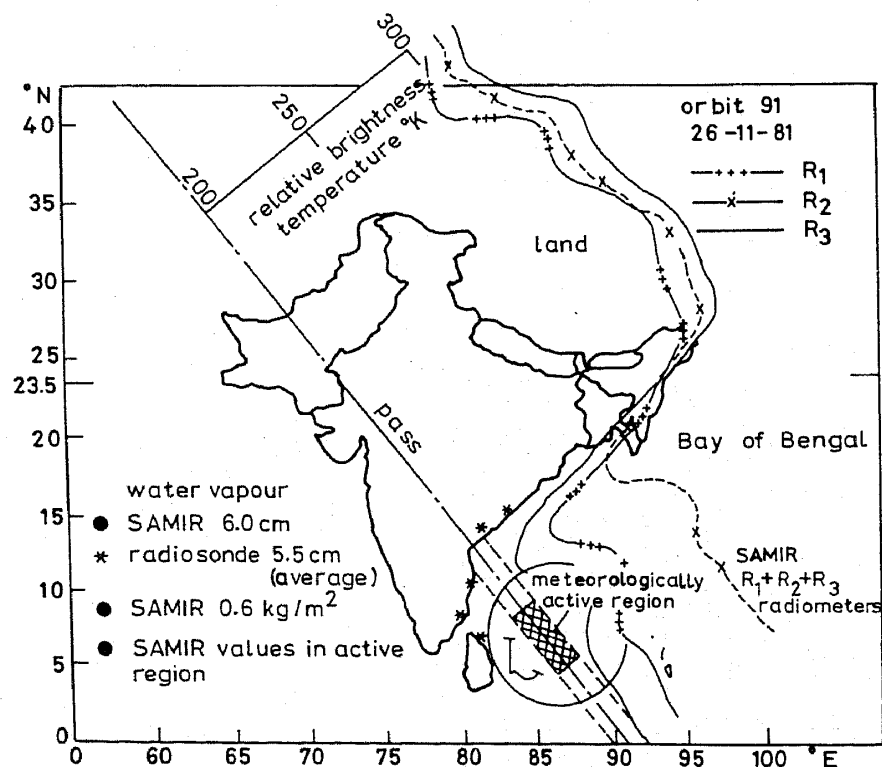 300
250
200
relative brightness
temperature °K
°N
40
35
30
25
23.5
20
15
10
5
0
orbit 91
26-11-81
R1
R2
R3
land
pass
Bay of Bengal
water vapour
SAMIR 6.0 cm
radiosonde 5.5 cm
(average)
SAMIR 0.6 kg/m²
SAMIR values in active
region
meteorologically
active region
SAMIR
R1+R2+R3
radiometers
0 60 65 70 75 80 85 90 95 100 °E